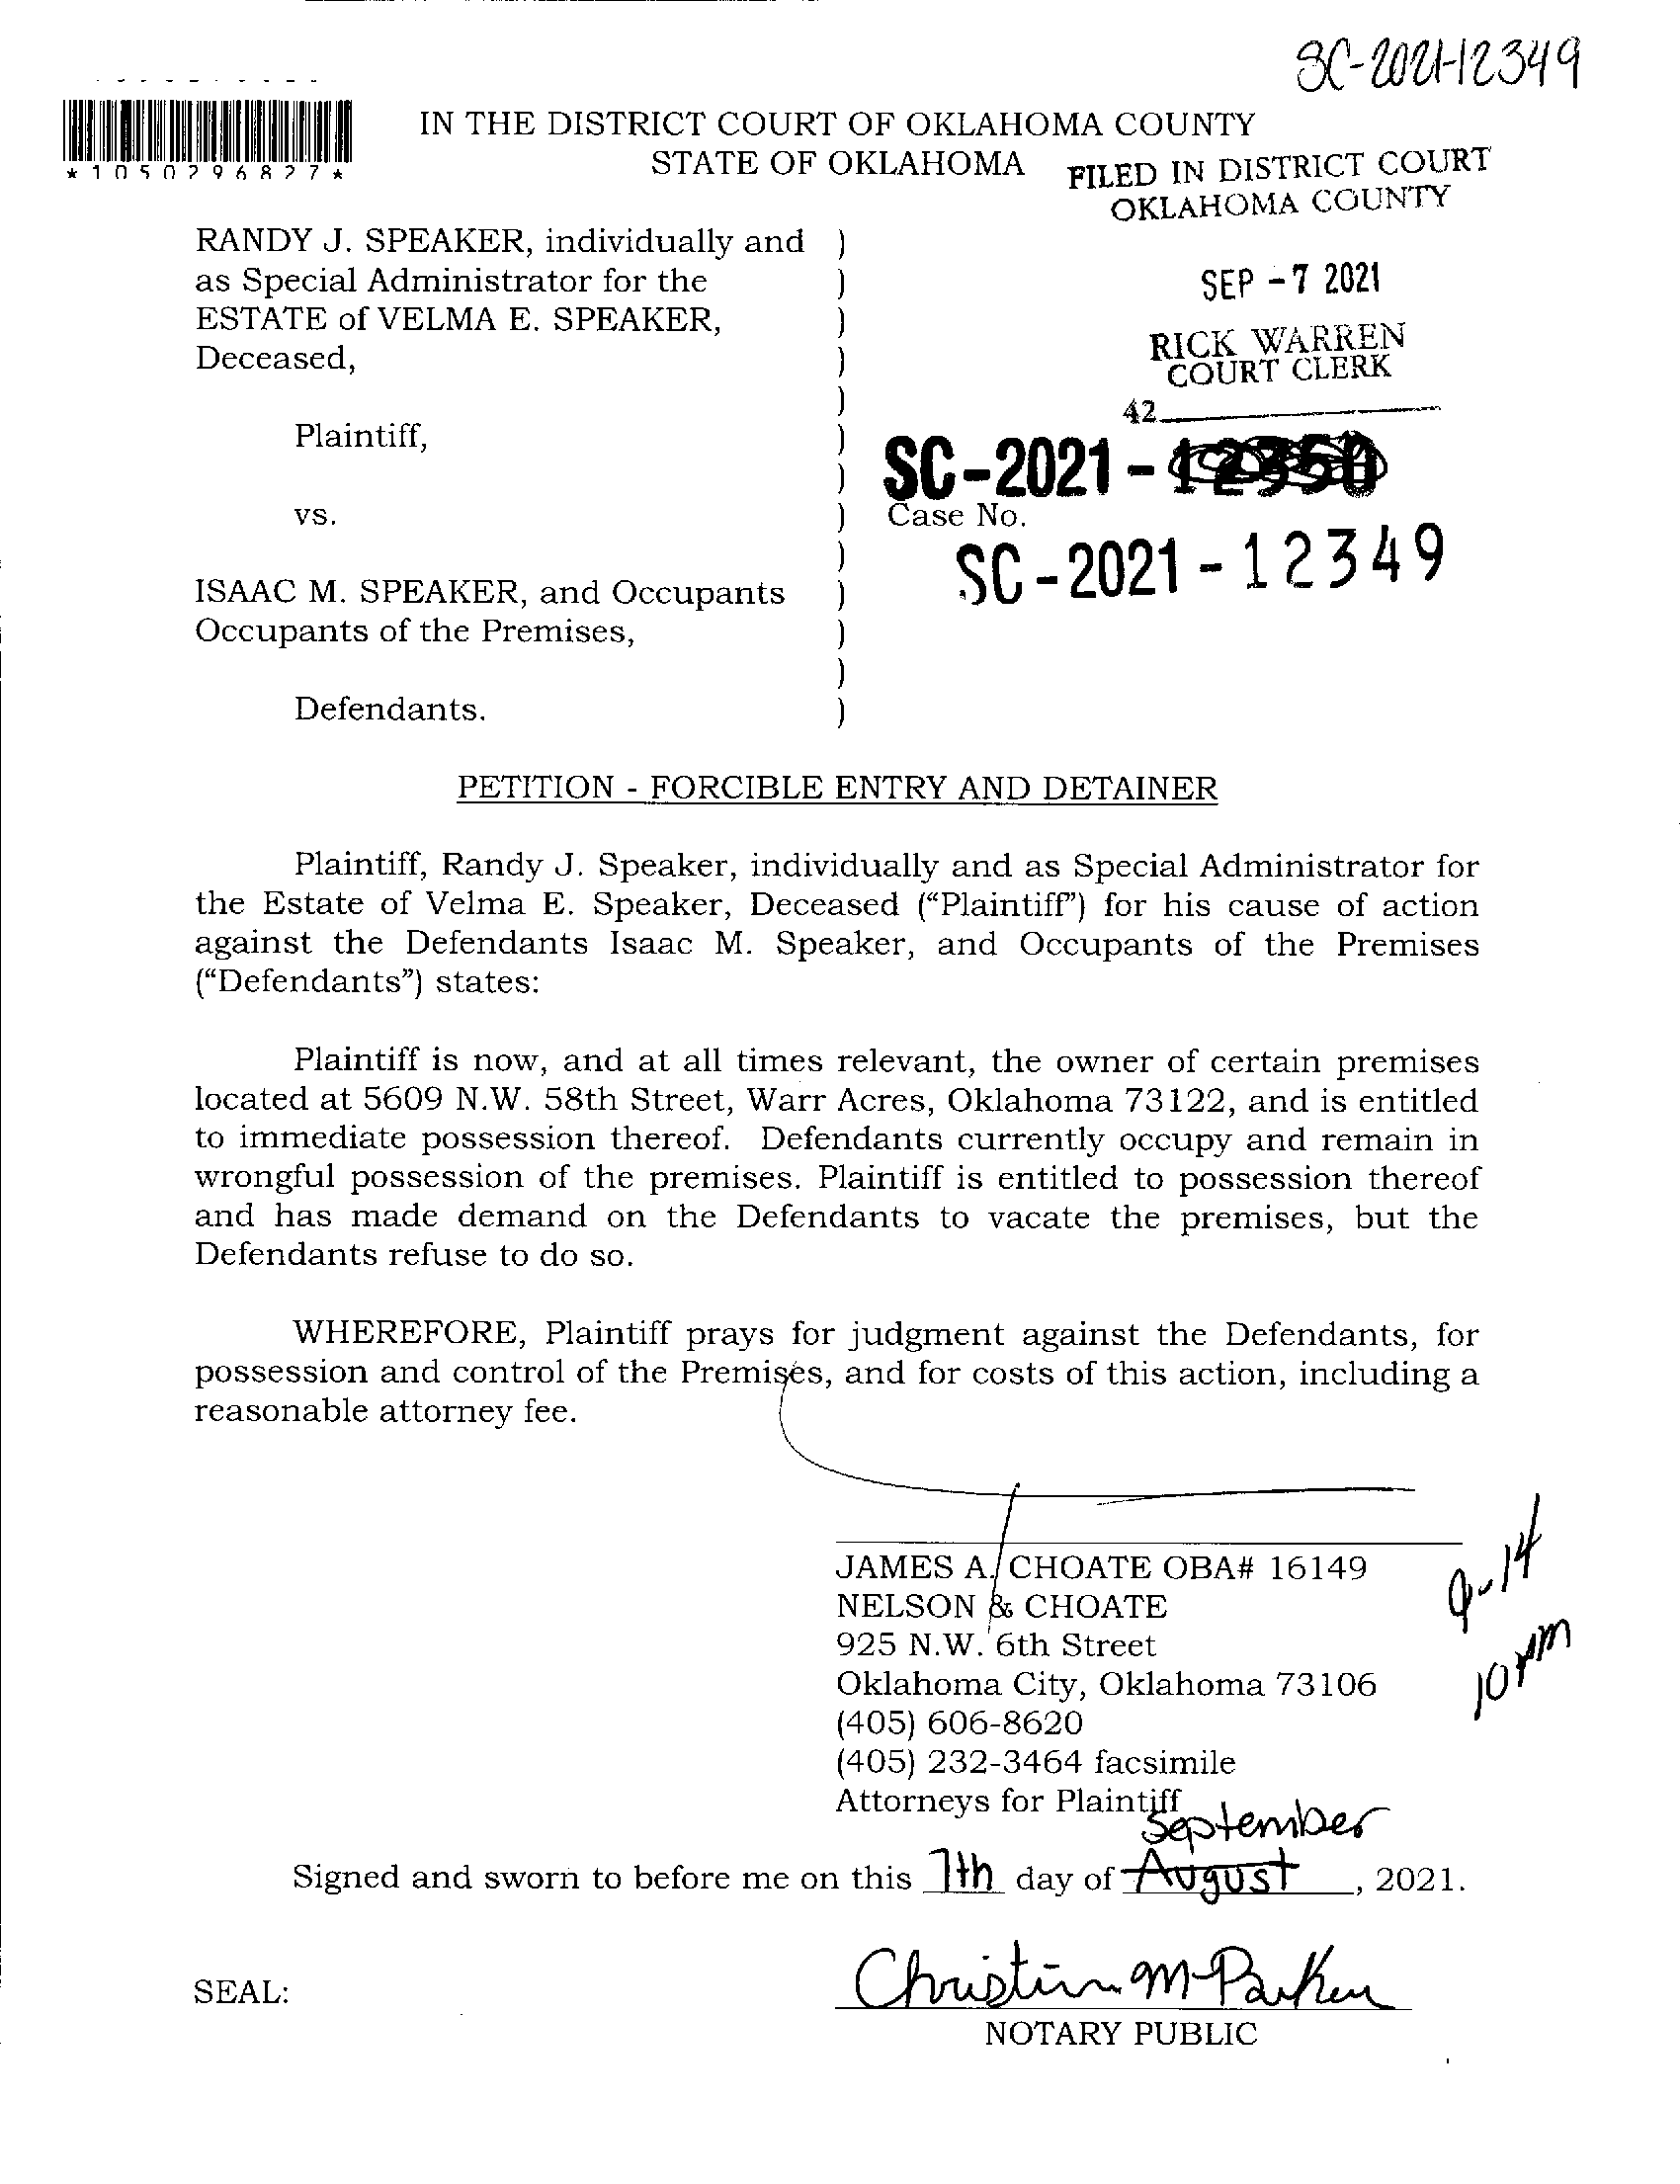 SC-2021-12349
*1050296827*
IN THE DISTRICT COURT OF OKLAHOMA COUNTY
STATE OF OKLAHOMA
FILED IN DISTRICT COURT
OKLAHOMA COUNTY
SEP -7 2021
RICK WARREN
COURT CLERK
42
RANDY J. SPEAKER, individually and )
as Special Administrator for the )
ESTATE of VELMA E. SPEAKER, )
Deceased, )
)
Plaintiff, )
)
SC-2021-12350
vs. ) Case No.
)
SC-2021-12349
ISAAC M. SPEAKER, and Occupants )
Occupants of the Premises, )
)
Defendants. )
PETITION - FORCIBLE ENTRY AND DETAINER
Plaintiff, Randy J. Speaker, individually and as Special Administrator for
the Estate of Velma E. Speaker, Deceased (“Plaintiff”) for his cause of action
against the Defendants Isaac M. Speaker, and Occupants of the Premises
(“Defendants”) states:
Plaintiff is now, and at all times relevant, the owner of certain premises
located at 5609 N.W. 58th Street, Warr Acres, Oklahoma 73122, and is entitled
to immediate possession thereof. Defendants currently occupy and remain in
wrongful possession of the premises. Plaintiff is entitled to possession thereof
and has made demand on the Defendants to vacate the premises, but the
Defendants refuse to do so.
WHEREFORE, Plaintiff prays for judgment against the Defendants, for
possession and control of the Premises, and for costs of this action, including a
reasonable attorney fee.
JAMES A. CHOATE OBA# 16149
NELSON & CHOATE
925 N.W. 6th Street
Oklahoma City, Oklahoma 73106
(405) 606-8620
(405) 232-3464 facsimile
Attorneys for Plaintiff
9-14
10 AM
September
Signed and sworn to before me on this 7th day of August, 2021.
Christina M Parker
SEAL:
NOTARY PUBLIC